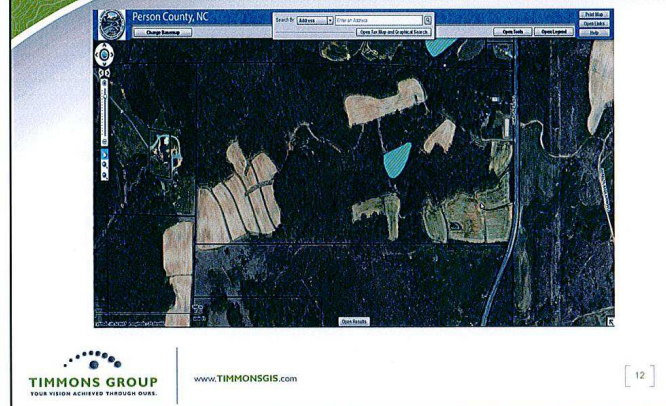 Person County, NC
Change Basemap
Search By: Address Enter an Address
Open Tax Map and Graphical Search
Open Tools
Open Legend
Print Map
Open Links
Help
Open Results
TIMMONS GROUP
YOUR VISION ACHIEVED THROUGH OURS.
www.TIMMONSGIS.com
12